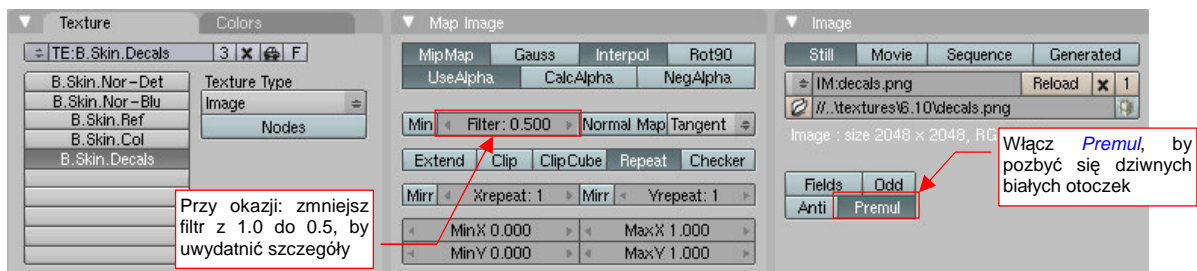 Texture
Colors
TE:B.Skin.Decals
3
F
B.Skin.Nor-Det
B.Skin.Nor-Blu
B.Skin.Ref
B.Skin.Col
B.Skin.Decals
Texture Type
Image
Nodes
Przy okazji: zmniejsz
filtr z 1.0 do 0.5, by
uwydatnić szczegóły
Map Image
MipMap Gauss Interpol Rot90
UseAlpha CalcAlpha NegAlpha
Min Filter: 0.500 Normal Map Tangent
Extend Clip ClipCube Repeat Checker
Mirr Xrepeat: 1 Mirr Yrepeat: 1
MinX 0.000 MaxX 1.000
MinY 0.000 MaxY 1.000
Image
Still Movie Sequence Generated
IM:decals.png Reload 1
//..\textures\6.10\decals.png
Image : size 2048 x 2048, RG
Fields Odd
Anti Premul
Włącz Premul, by
pozbyć się dziwnych
białych otoczek